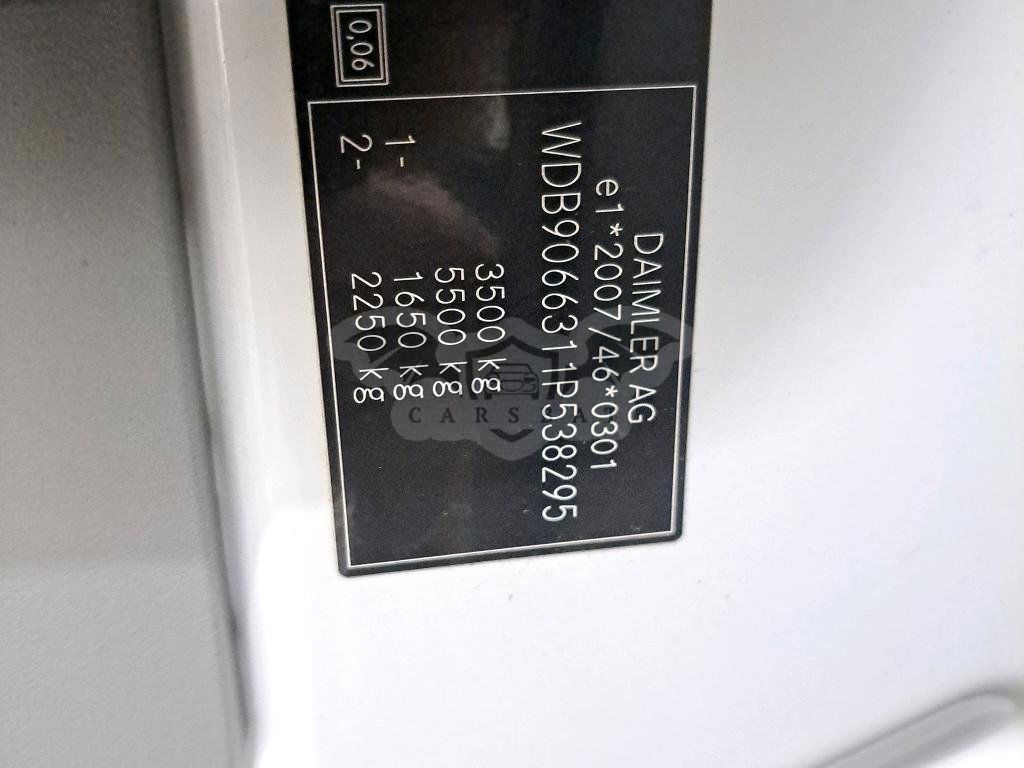 0,06
DAIMLER AG
e1*2007/46*0301
WDB9066311P538295
3500 kg
5500 kg
1- 1650 kg
2- 2250 kg